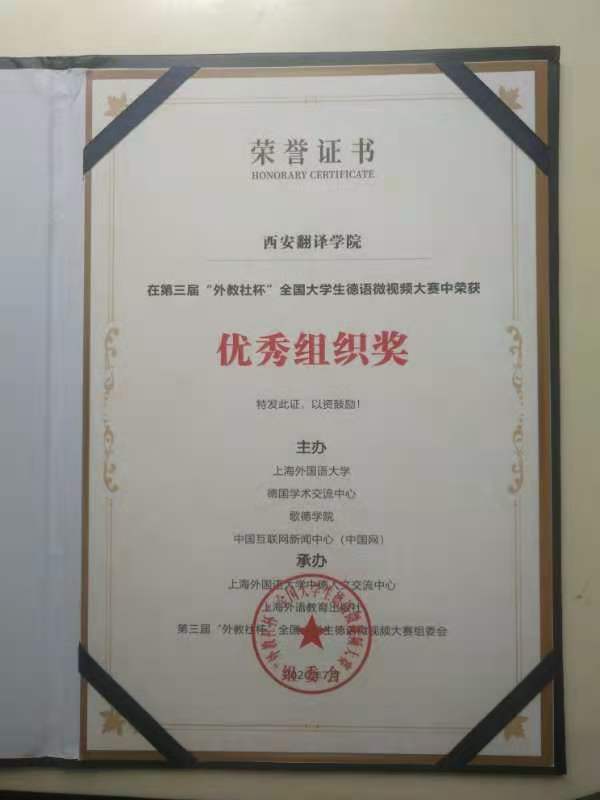 荣誉证书
HONORARY CERTIFICATE
西安翻译学院
在第三届“外教社杯”全国大学生德语微视频大赛中荣获
优秀组织奖
特发此证，以资鼓励！
主办
上海外国语大学
德国学术交流中心
歌德学院
中国互联网新闻中心（中国网）
承办
上海外国语大学中德人文交流中心
上海外语教育出版社
第三届“外教社杯”全国大学生德语微视频大赛组委会
组委会